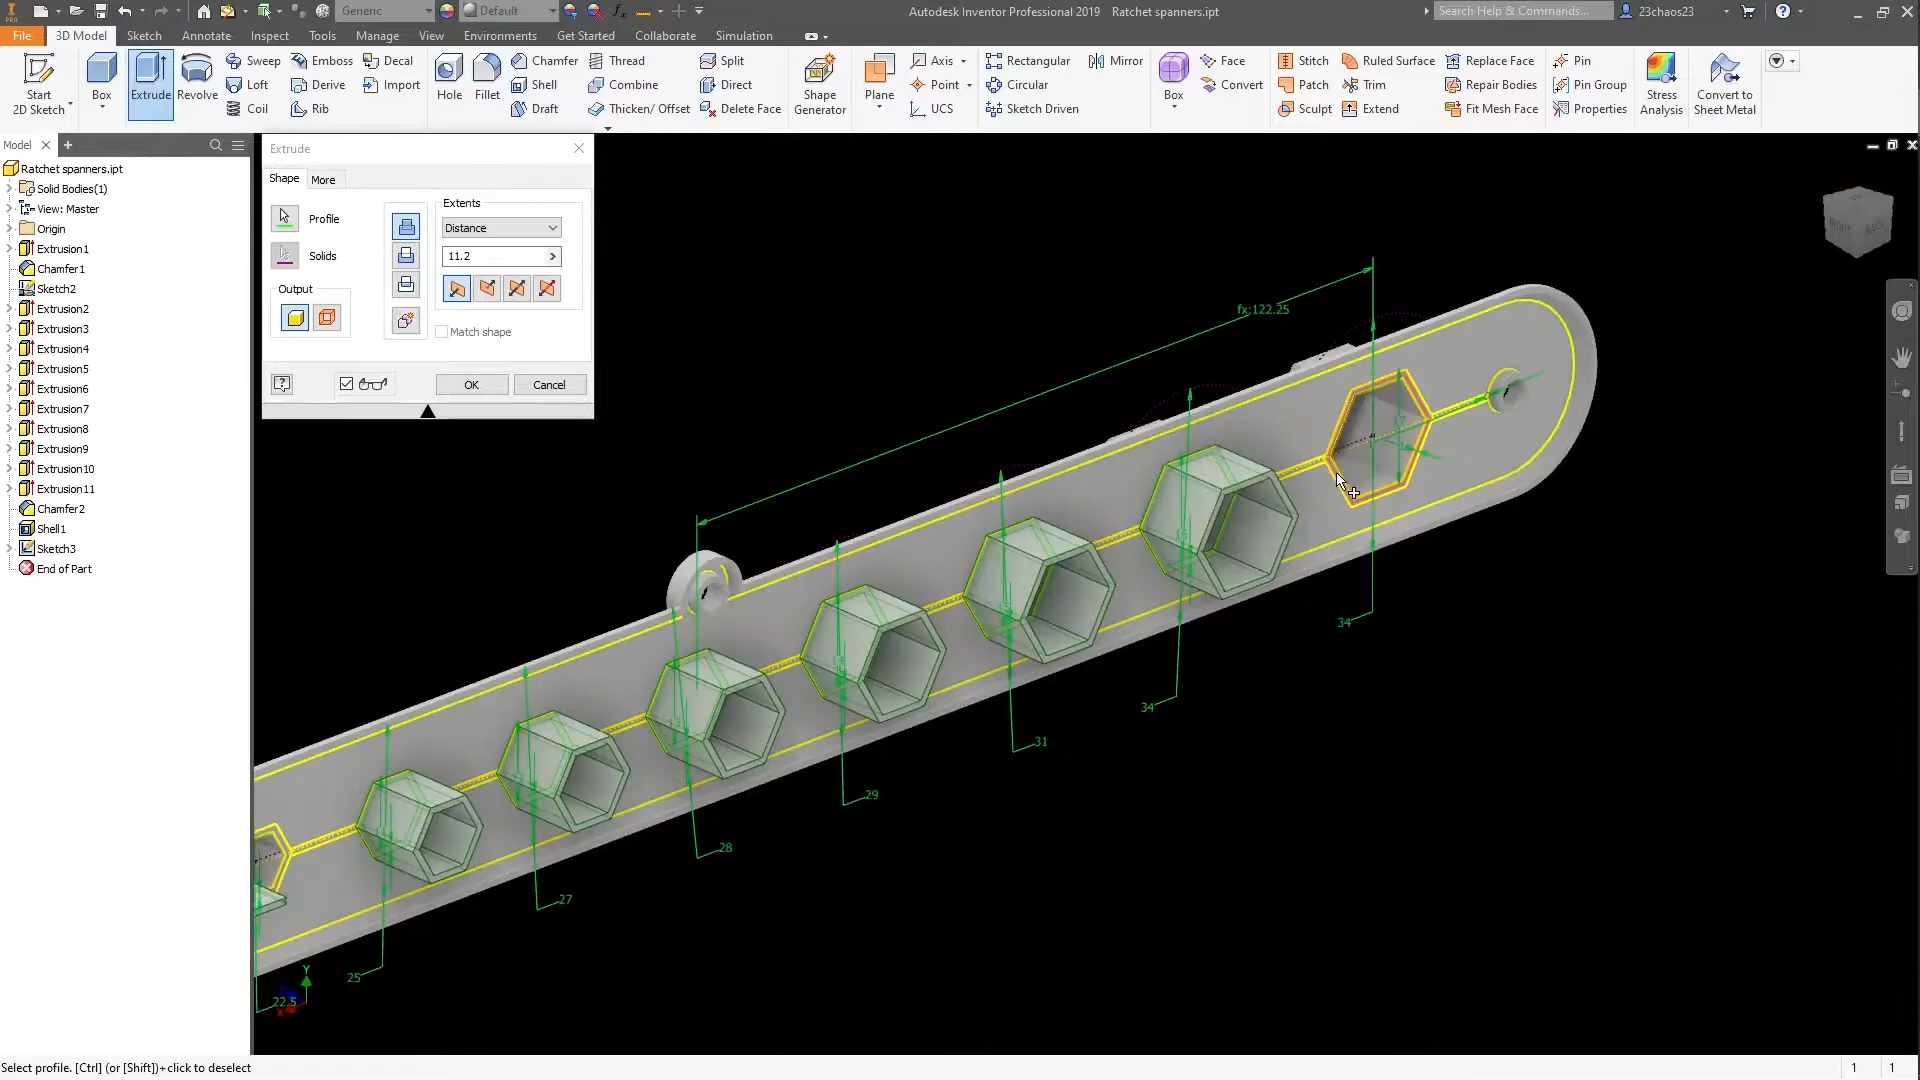 PRO
Generic
Default
fx
Autodesk Inventor Professional 2019 Ratchet spanners.ipt
Search Help & Commands...
23chaos23
File 3D Model Sketch Annotate Inspect Tools Manage View Environments Get Started Collaborate Simulation
Start
2D Sketch
Box
Extrude
Revolve
Sweep
Loft
Coil
Emboss
Derive
Rib
Decal
Import
Hole
Fillet
Chamfer
Shell
Draft
Thread
Combine
Thicken/ Offset
Split
Direct
Delete Face
Shape
Generator
Plane
Axis
Point
UCS
Rectangular
Circular
Sketch Driven
Mirror
Box
Face
Convert
Stitch
Patch
Sculpt
Ruled Surface
Trim
Extend
Replace Face
Repair Bodies
Fit Mesh Face
Pin
Pin Group
Properties
Stress
Analysis
Convert to
Sheet Metal
Model
Ratchet spanners.ipt
Solid Bodies(1)
View: Master
Origin
Extrusion1
Chamfer1
Sketch2
Extrusion2
Extrusion3
Extrusion4
Extrusion5
Extrusion6
Extrusion7
Extrusion8
Extrusion9
Extrusion10
Extrusion11
Chamfer2
Shell1
Sketch3
End of Part
Extrude
Shape More
Profile
Solids
Output
Extents
Distance
11.2
Match shape
OK
Cancel
fx:122.25
34
34
31
29
28
27
25
22.5
Y
X
Select profile. [Ctrl] (or [Shift])+click to deselect
1 1